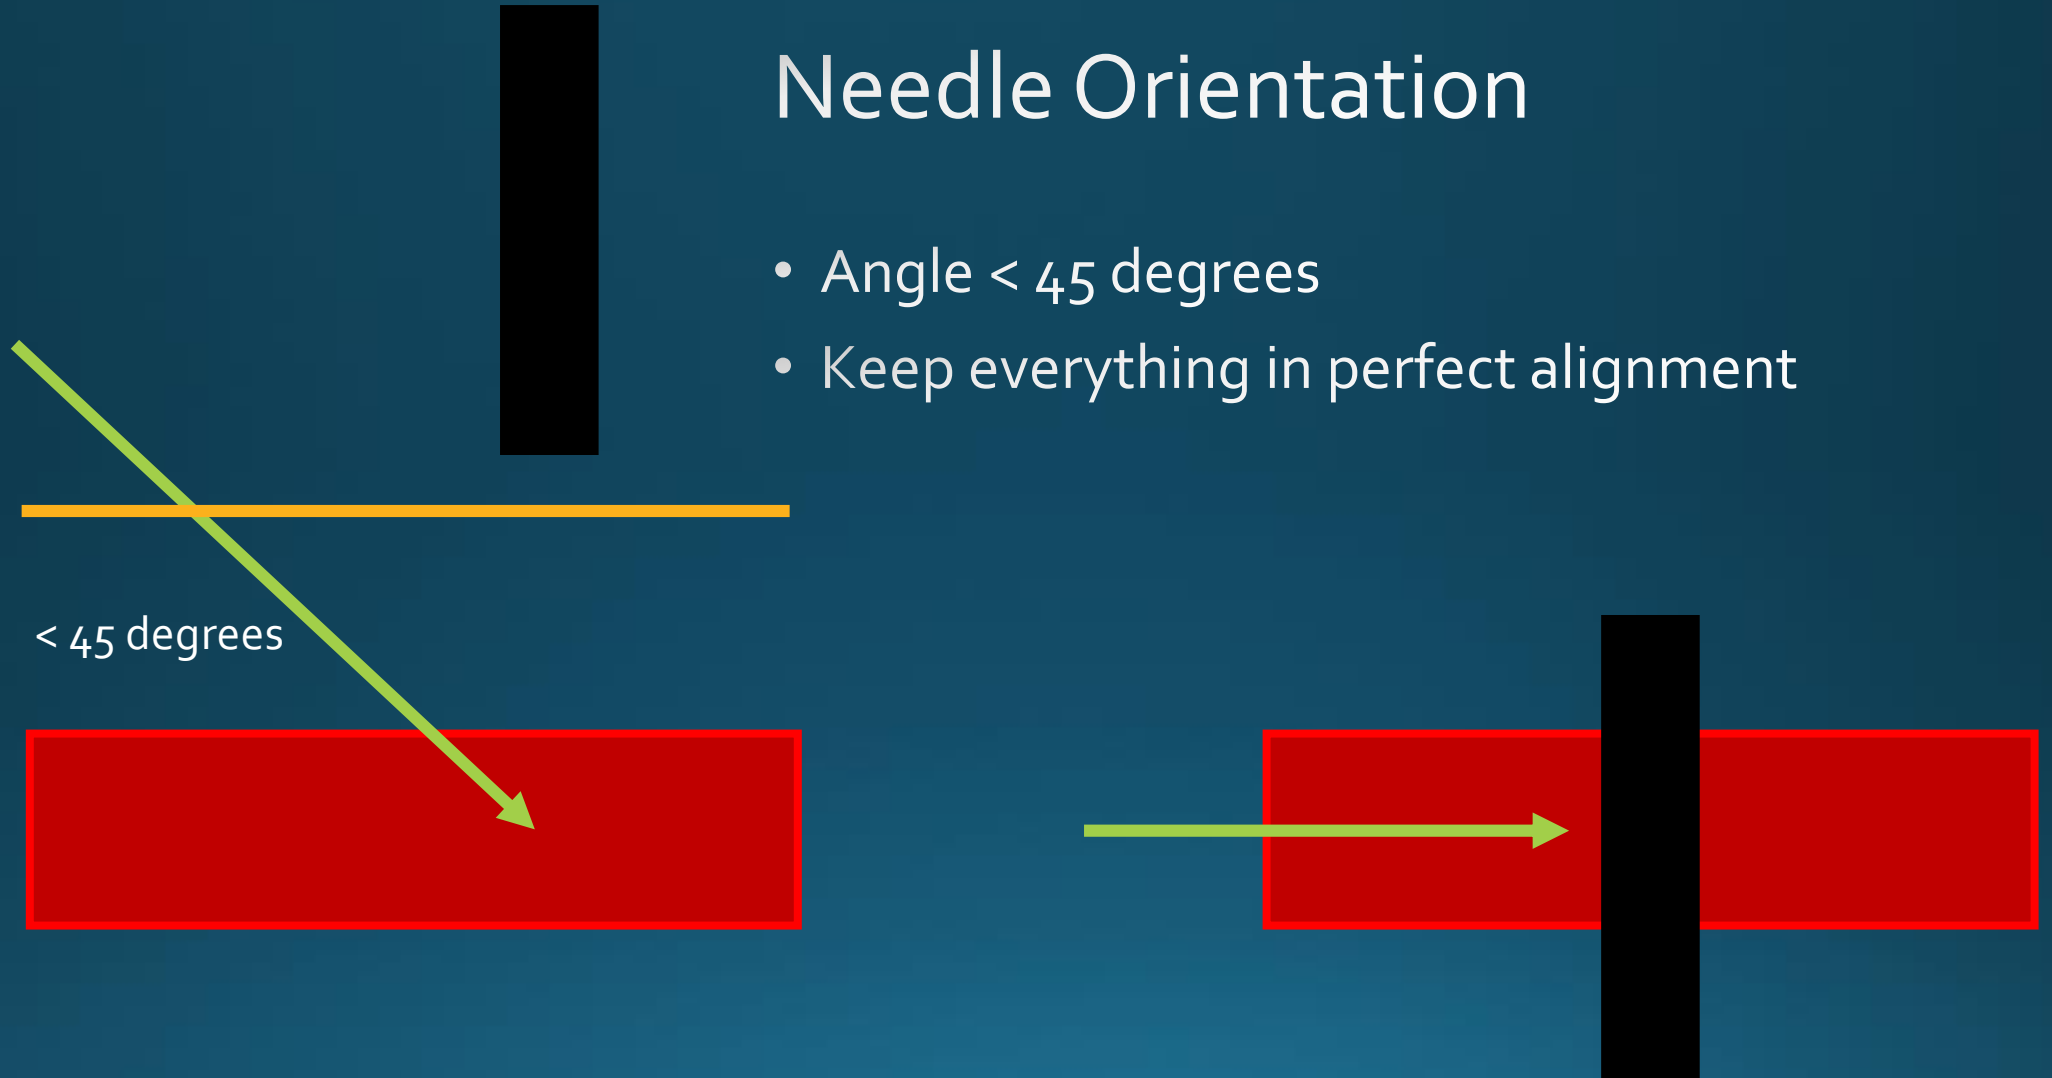 Needle Orientation
• Angle < 45 degrees
• Keep everything in perfect alignment
< 45 degrees